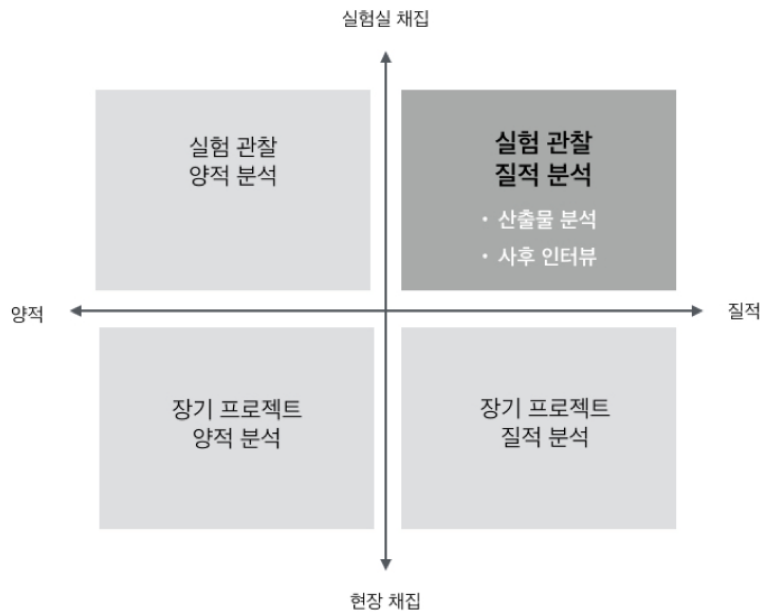 실험실 채집
실험 관찰
양적 분석
실험 관찰
질적 분석
• 산출물 분석
• 사후 인터뷰
양적
질적
장기 프로젝트
양적 분석
장기 프로젝트
질적 분석
현장 채집